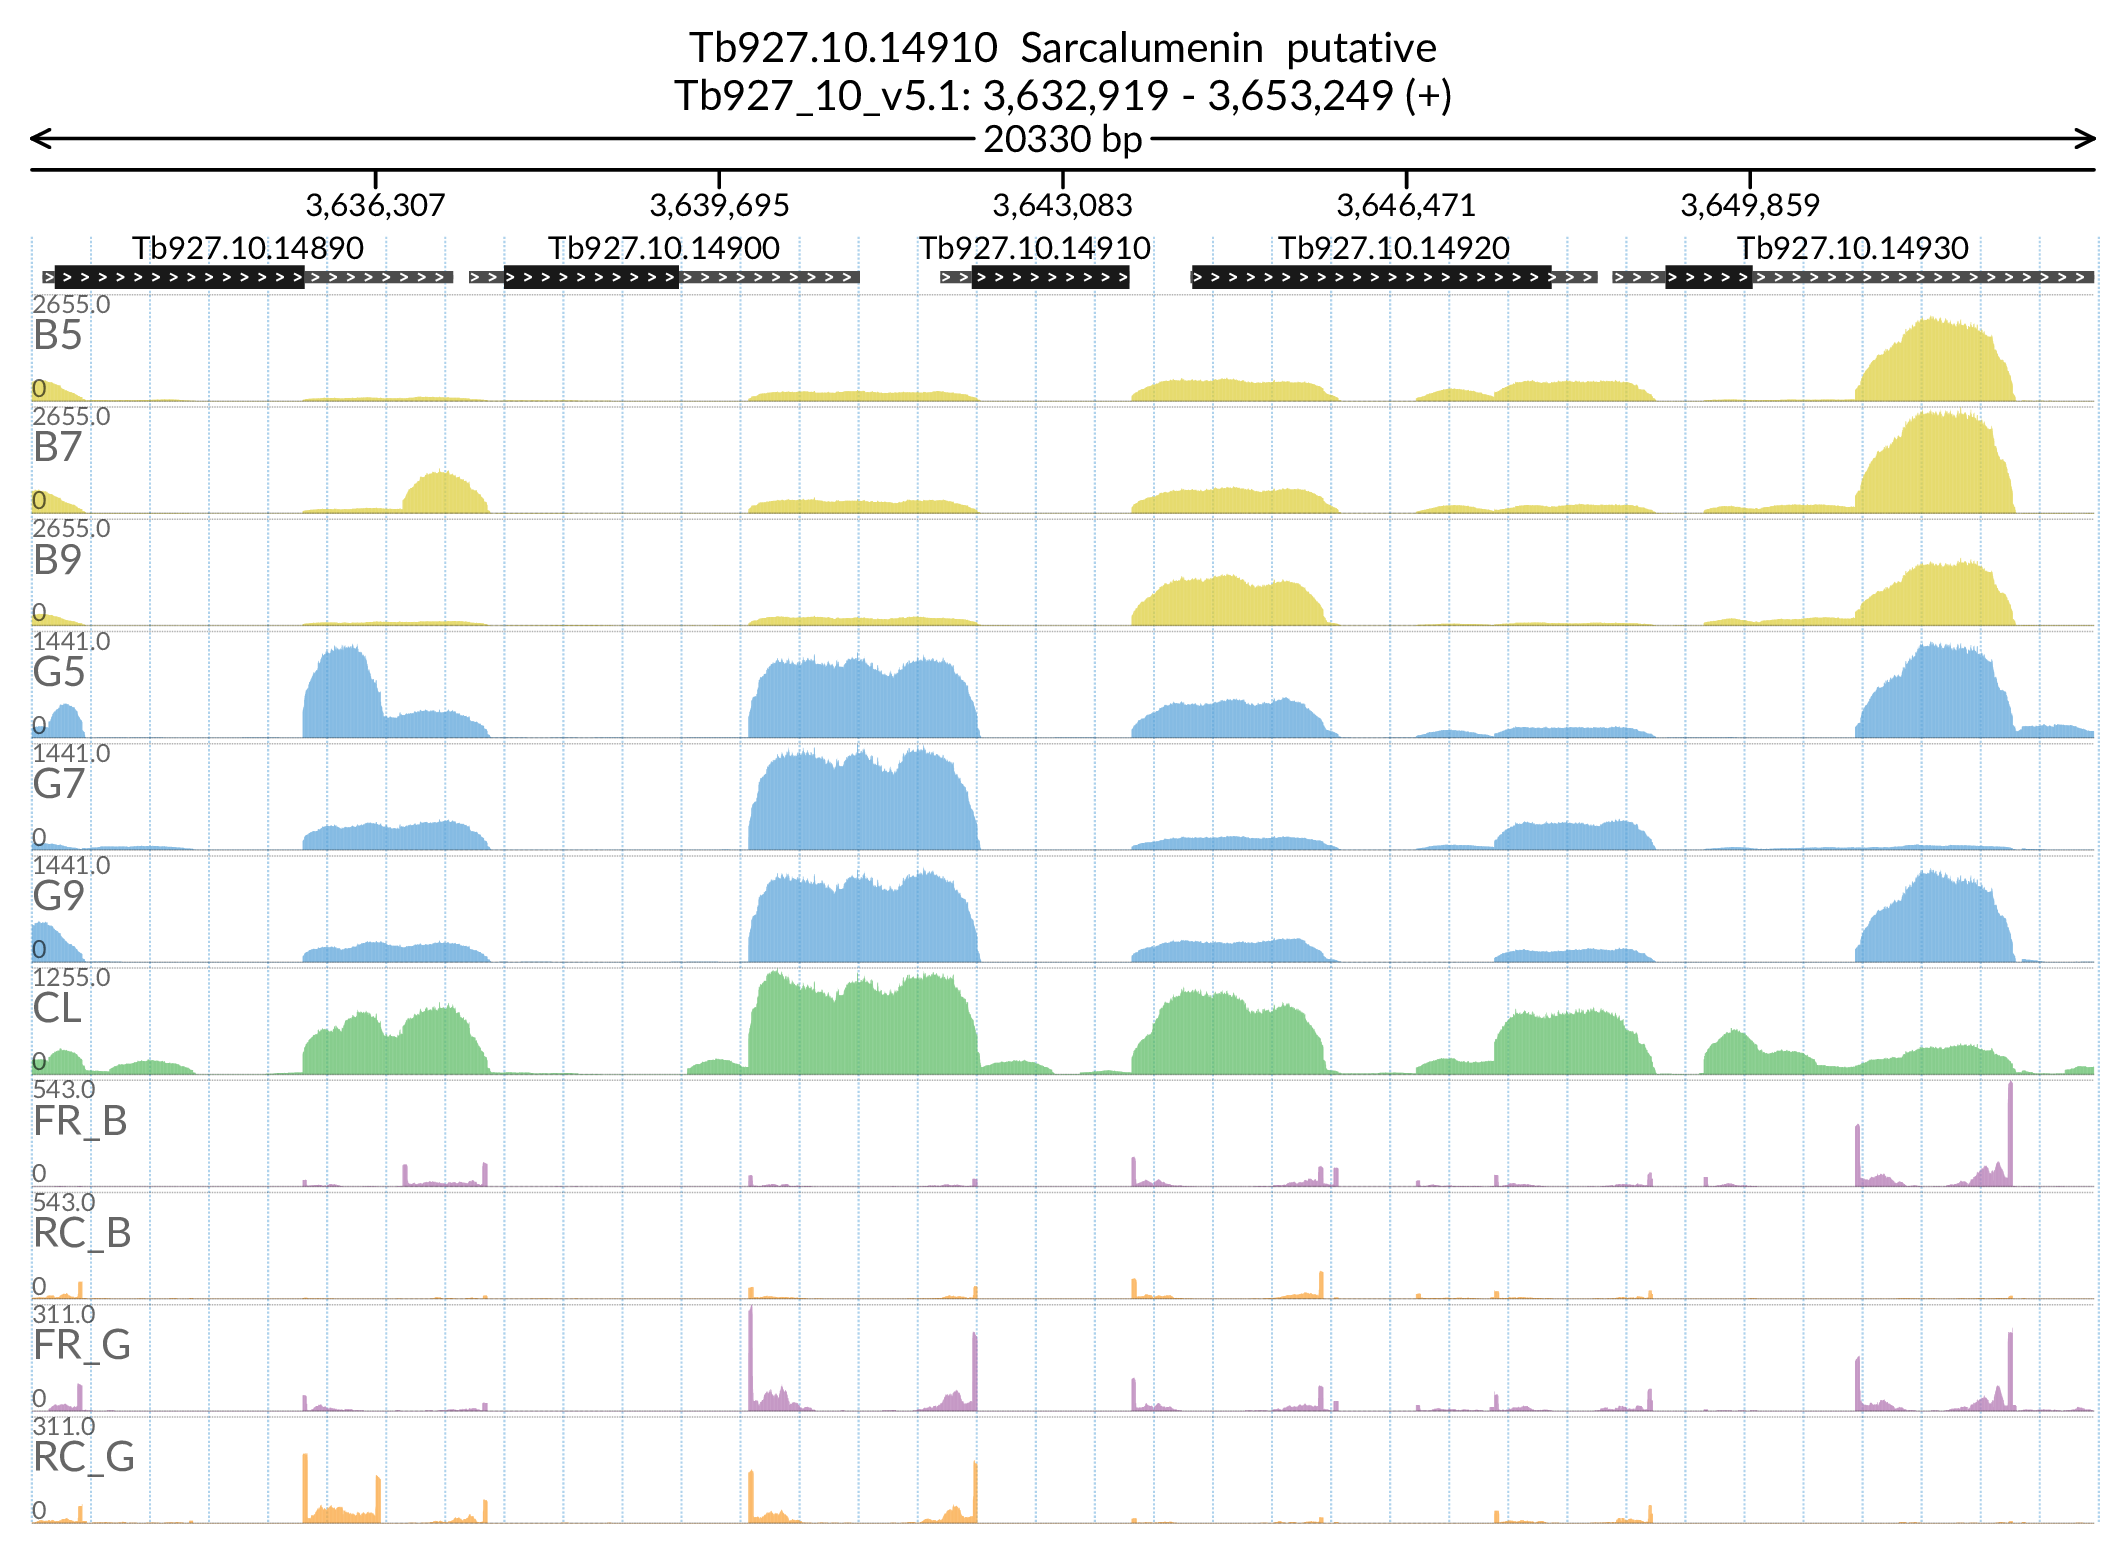 Tb927.10.14910 Sarcalumenin putative
Tb927_10_v5.1: 3,632,919 - 3,653,249 (+)
20330 bp
3,636,307 3,639,695 3,643,083 3,646,471 3,649,859
Tb927.10.14890 Tb927.10.14900 Tb927.10.14910 Tb927.10.14920 Tb927.10.14930
2655.0
B5
0
2655.0
B7
0
2655.0
B9
0
1441.0
G5
0
1441.0
G7
0
1441.0
G9
0
1255.0
CL
0
543.0
FR_B
0
543.0
RC_B
0
311.0
FR_G
0
311.0
RC_G
0